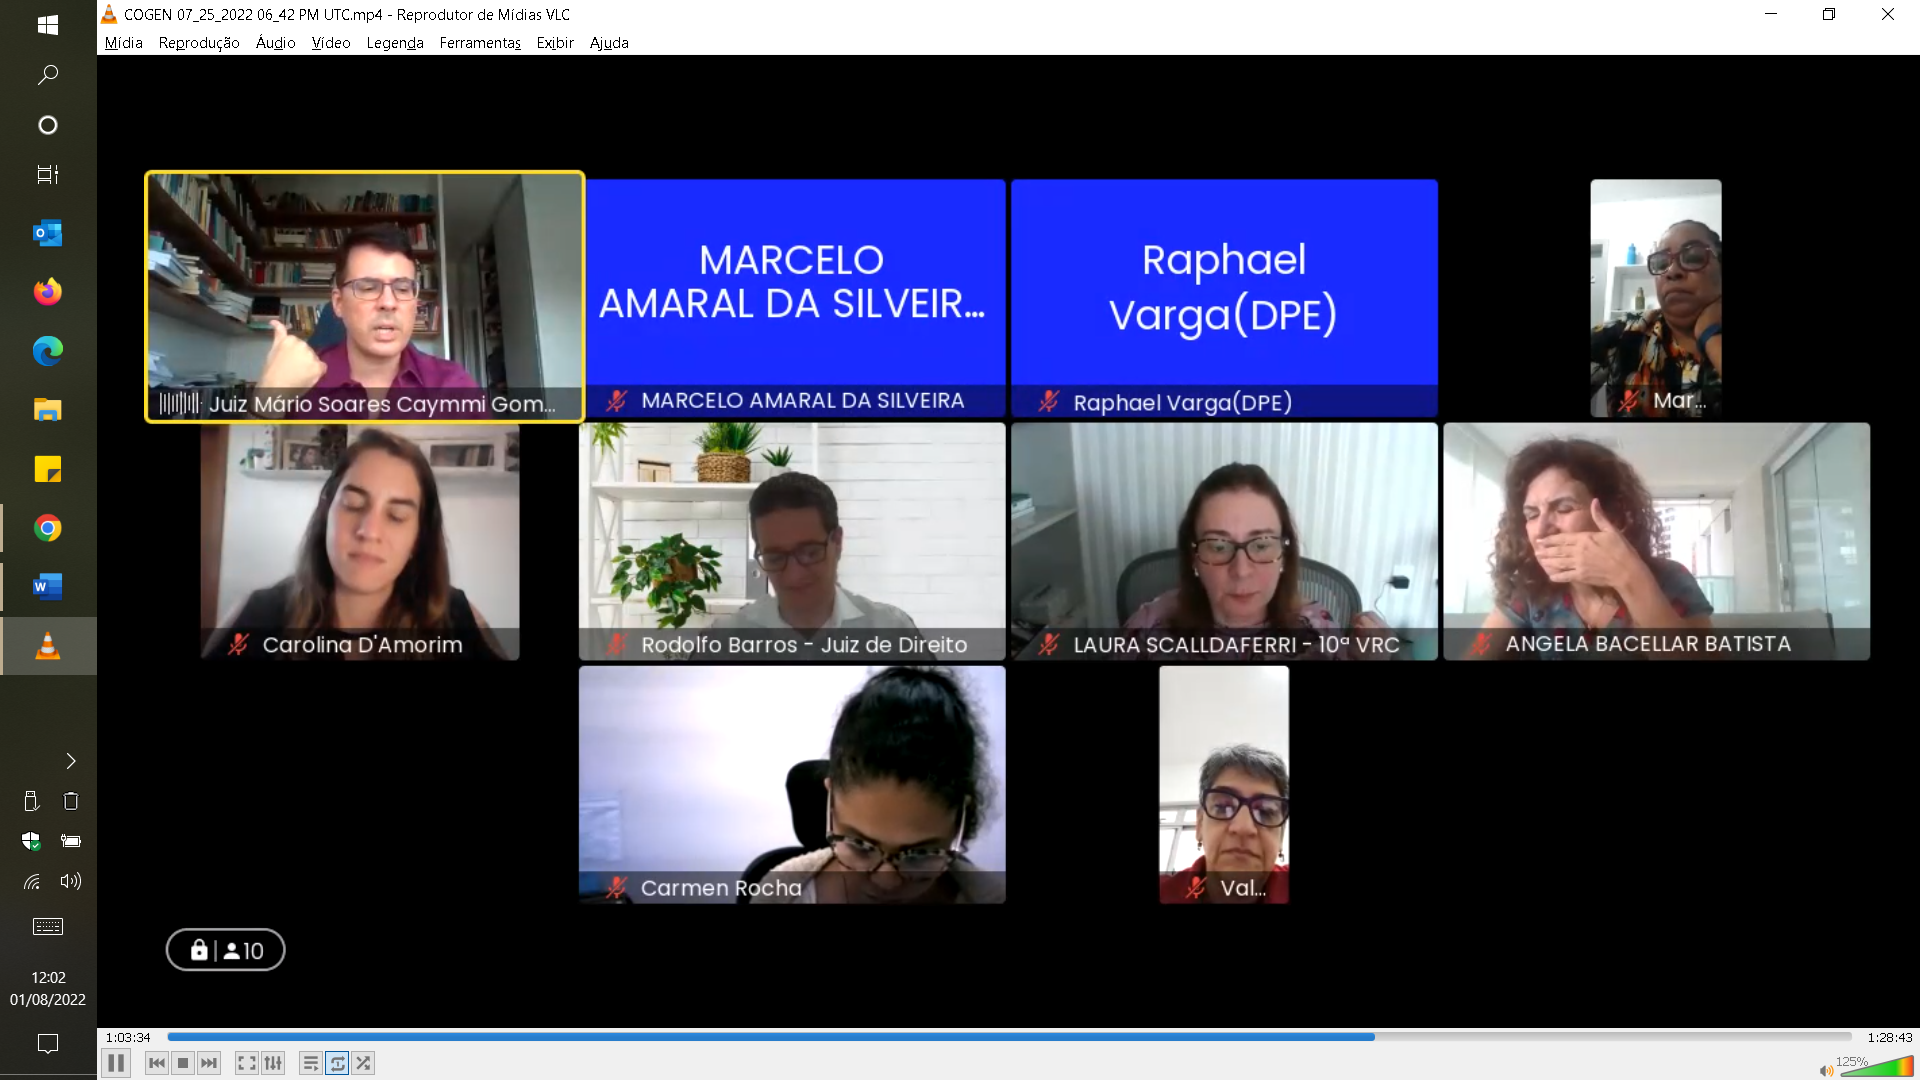 COGEN 07_25_2022 06_42 PM UTC.mp4 - Reprodutor de Mídias VLC
Mídia Reprodução Áudio Vídeo Legenda Ferramentas Exibir Ajuda
MARCELO
AMARAL DA SILVEIR...
Raphael
Varga(DPE)
Juiz Mário Soares Caymmi Gom...
MARCELO AMARAL DA SILVEIRA
Raphael Varga(DPE)
Mar...
Carolina D'Amorim
Rodolfo Barros - Juiz de Direito
LAURA SCALLDAFERRI - 10ª VRC
ANGELA BACELLAR BATISTA
Carmen Rocha
Val...
10
12:02
01/08/2022
1:03:34
1:28:43
125%